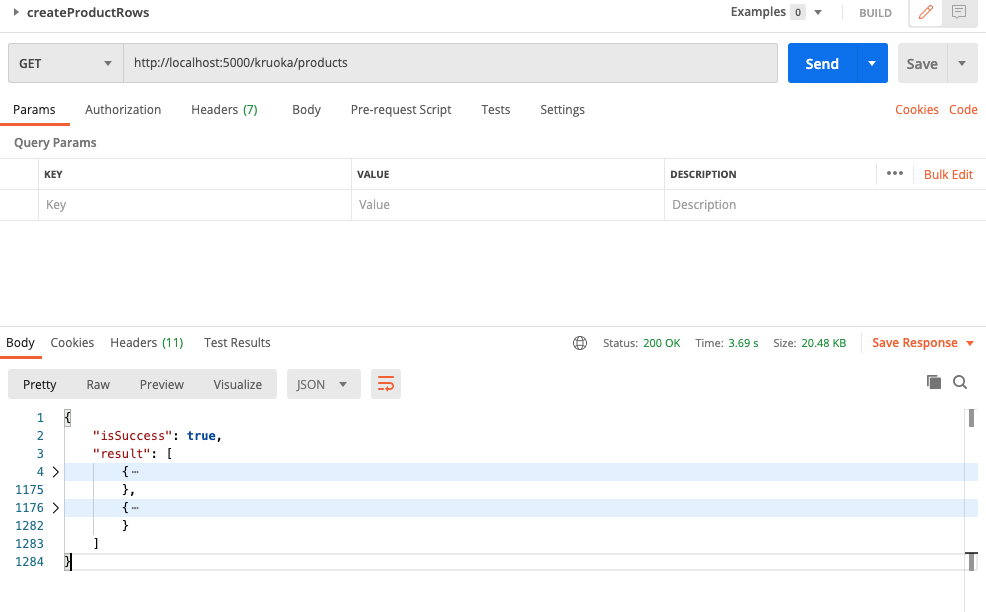 createProductRows Examples 0 BUILD
GET http://localhost:5000/kruoka/products Send Save
Params Authorization Headers (7) Body Pre-request Script Tests Settings Cookies Code
Query Params
KEY VALUE DESCRIPTION ••• Bulk Edit
Key Value Description
Body Cookies Headers (11) Test Results Status: 200 OK Time: 3.69 s Size: 20.48 KB Save Response
Pretty Raw Preview Visualize JSON
1 {
2 "isSuccess": true,
3 "result": [
4 {⋯
1175 },
1176 {⋯
1282 }
1283 ]
1284 }